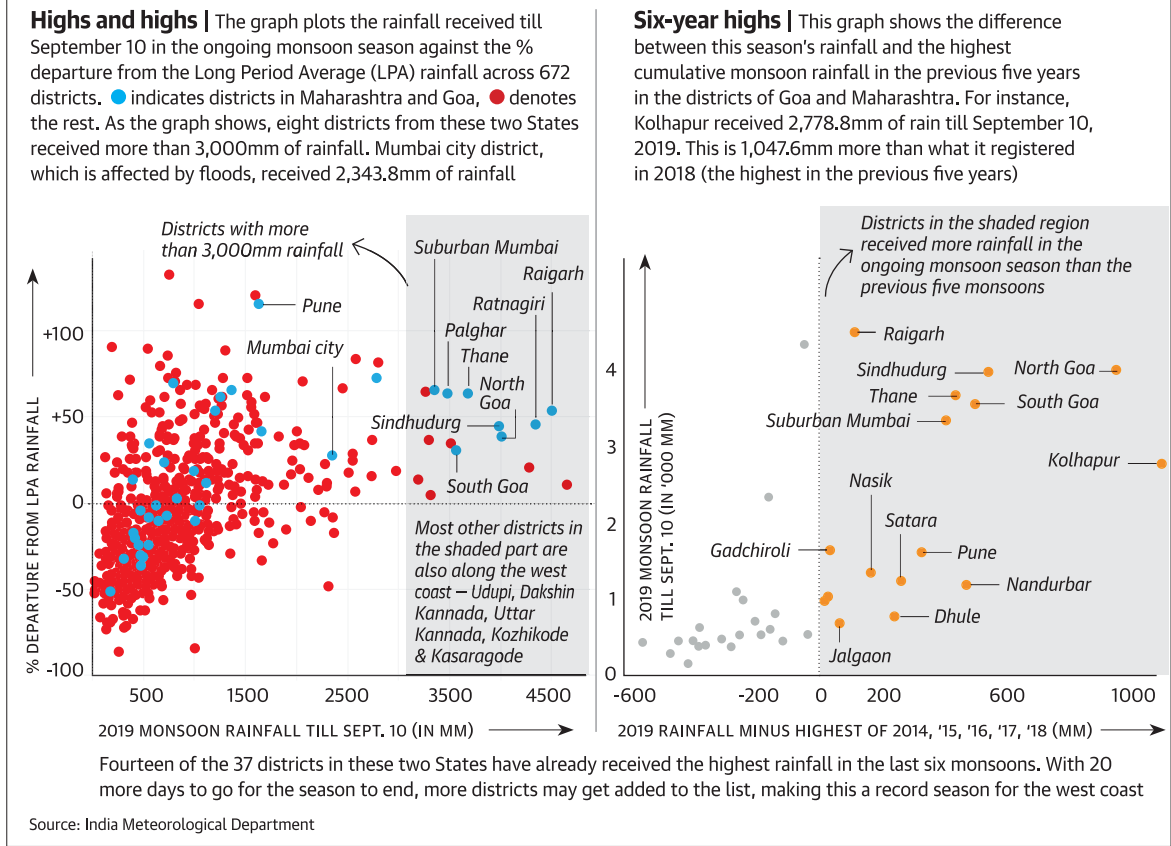 Highs and highs | The graph plots the rainfall received till
September 10 in the ongoing monsoon season against the %
departure from the Long Period Average (LPA) rainfall across 672
districts. indicates districts in Maharashtra and Goa, denotes
the rest. As the graph shows, eight districts from these two States
received more than 3,000mm of rainfall. Mumbai city district,
which is affected by floods, received 2,343.8mm of rainfall
Districts with more
than 3,000mm rainfall
Suburban Mumbai
Raigarh
Pune
Ratnagiri
+100
Palghar
Mumbai city
Thane
North
Goa
+50
Sindhudurg
South Goa
0
Most other districts in
the shaded part are
also along the west
coast – Udupi, Dakshin
Kannada, Uttar
Kannada, Kozhikode
& Kasaragode
-50
-100
% DEPARTURE FROM LPA RAINFALL
500 1500 2500 3500 4500
2019 MONSOON RAINFALL TILL SEPT. 10 (IN MM)
Six-year highs | This graph shows the difference
between this season's rainfall and the highest
cumulative monsoon rainfall in the previous five years
in the districts of Goa and Maharashtra. For instance,
Kolhapur received 2,778.8mm of rain till September 10,
2019. This is 1,047.6mm more than what it registered
in 2018 (the highest in the previous five years)
Districts in the shaded region
received more rainfall in the
ongoing monsoon season than the
previous five monsoons
Raigarh
4
Sindhudurg
North Goa
Thane
South Goa
Suburban Mumbai
3
Kolhapur
Nasik
2
Satara
Gadchiroli
Pune
Nandurbar
1
Dhule
Jalgaon
0
2019 MONSOON RAINFALL
TILL SEPT. 10 (IN '000 MM)
-600 -200 0 200 600 1000
2019 RAINFALL MINUS HIGHEST OF 2014, '15, '16, '17, '18 (MM)
Fourteen of the 37 districts in these two States have already received the highest rainfall in the last six monsoons. With 20
more days to go for the season to end, more districts may get added to the list, making this a record season for the west coast
Source: India Meteorological Department